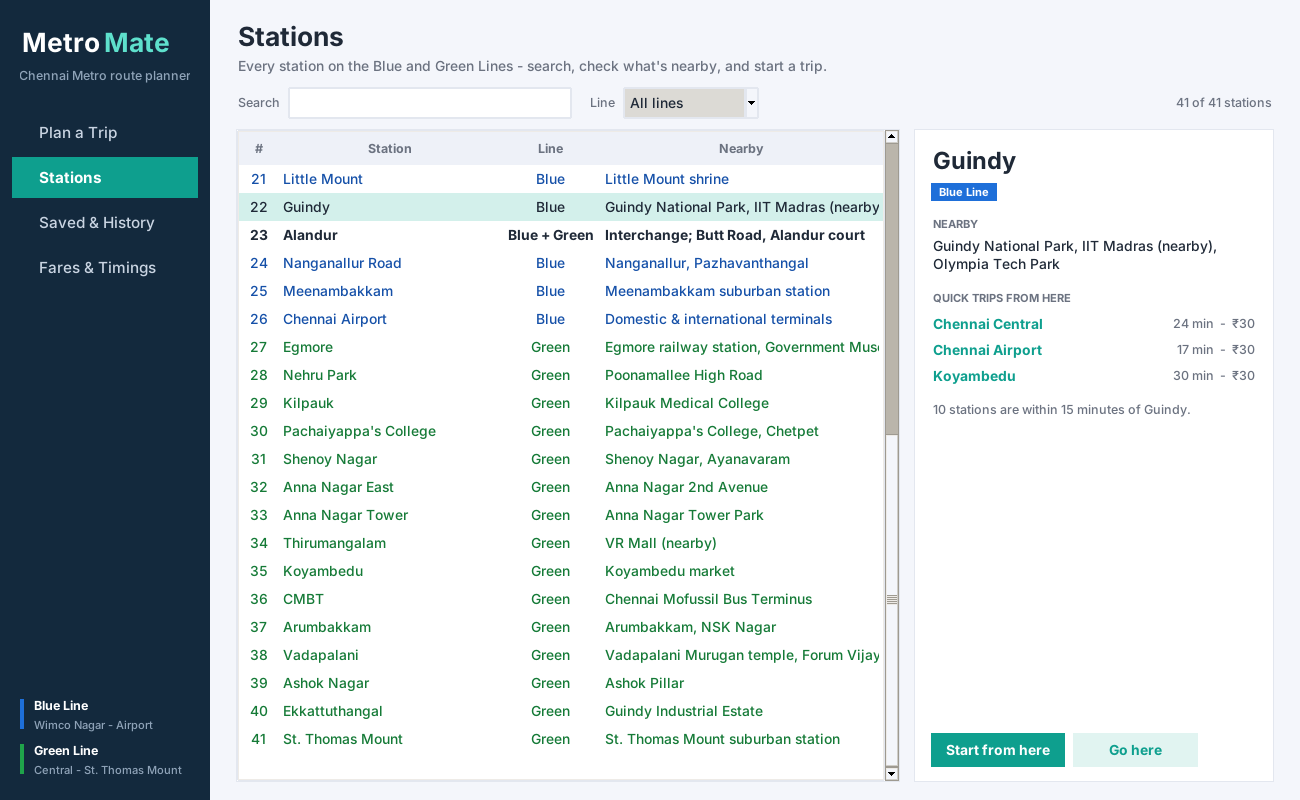 MetroMate
Chennai Metro route planner
Plan a Trip
Stations
Saved & History
Fares & Timings
Blue Line
Wimco Nagar - Airport
Green Line
Central - St. Thomas Mount
Stations
Every station on the Blue and Green Lines - search, check what's nearby, and start a trip.
Search
Line
All lines
41 of 41 stations
# Station Line Nearby
21 Little Mount Blue Little Mount shrine
22 Guindy Blue Guindy National Park, IIT Madras (nearby
23 Alandur Blue + Green Interchange; Butt Road, Alandur court
24 Nanganallur Road Blue Nanganallur, Pazhavanthangal
25 Meenambakkam Blue Meenambakkam suburban station
26 Chennai Airport Blue Domestic & international terminals
27 Egmore Green Egmore railway station, Government Muse
28 Nehru Park Green Poonamallee High Road
29 Kilpauk Green Kilpauk Medical College
30 Pachaiyappa's College Green Pachaiyappa's College, Chetpet
31 Shenoy Nagar Green Shenoy Nagar, Ayanavaram
32 Anna Nagar East Green Anna Nagar 2nd Avenue
33 Anna Nagar Tower Green Anna Nagar Tower Park
34 Thirumangalam Green VR Mall (nearby)
35 Koyambedu Green Koyambedu market
36 CMBT Green Chennai Mofussil Bus Terminus
37 Arumbakkam Green Arumbakkam, NSK Nagar
38 Vadapalani Green Vadapalani Murugan temple, Forum Vijay
39 Ashok Nagar Green Ashok Pillar
40 Ekkattuthangal Green Guindy Industrial Estate
41 St. Thomas Mount Green St. Thomas Mount suburban station
Guindy
Blue Line
NEARBY
Guindy National Park, IIT Madras (nearby),
Olympia Tech Park
QUICK TRIPS FROM HERE
Chennai Central 24 min - ₹30
Chennai Airport 17 min - ₹30
Koyambedu 30 min - ₹30
10 stations are within 15 minutes of Guindy.
Start from here
Go here